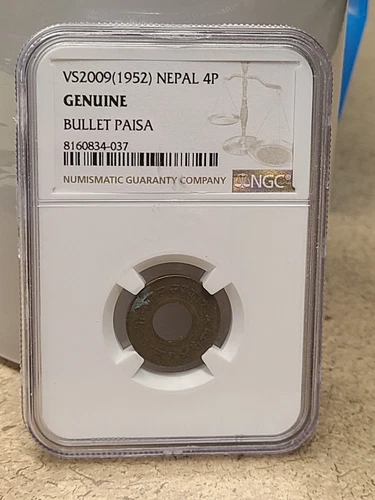 VS2009(1952) NEPAL 4P
GENUINE
BULLET PAISA
8160834-037
NUMISMATIC GUARANTY COMPANY NGC